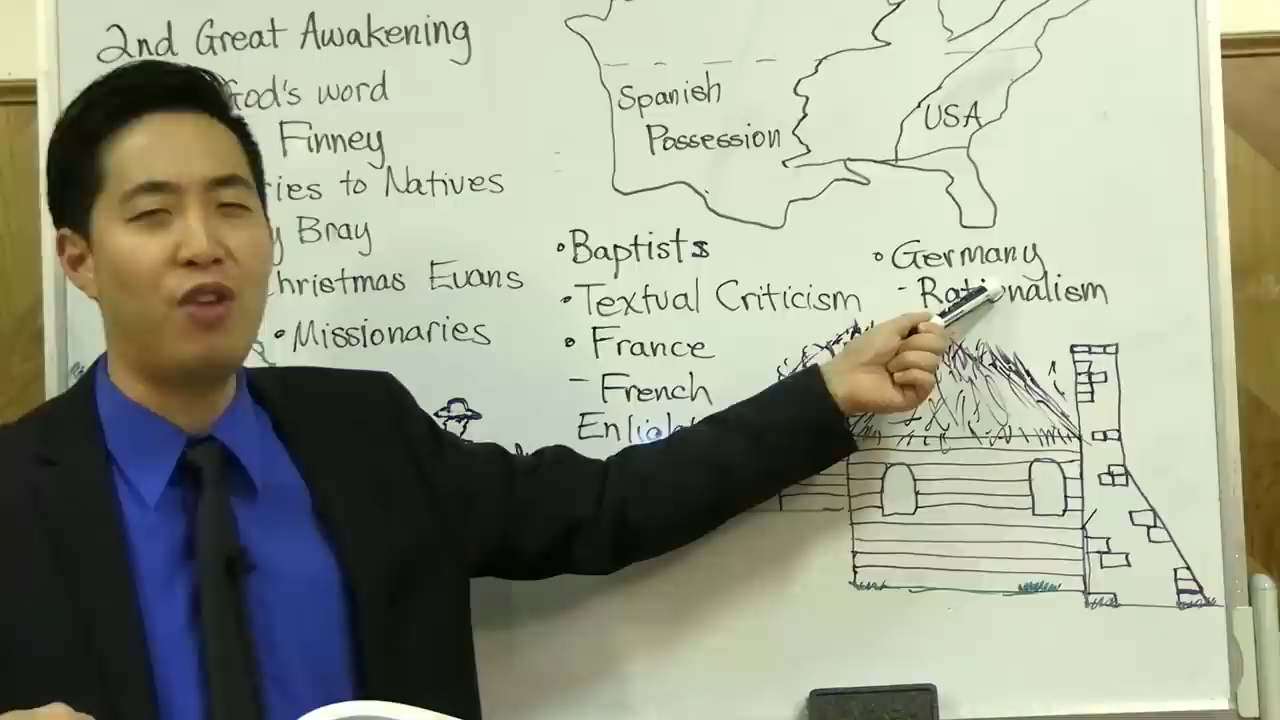 2nd Great Awakening
God's word
Finney
to Natives
Bray
Christmas Evans
•Missionaries
Spanish
Possession
USA
•Baptists
•Textual Criticism
• France
- French
•Germany
- Rationalism